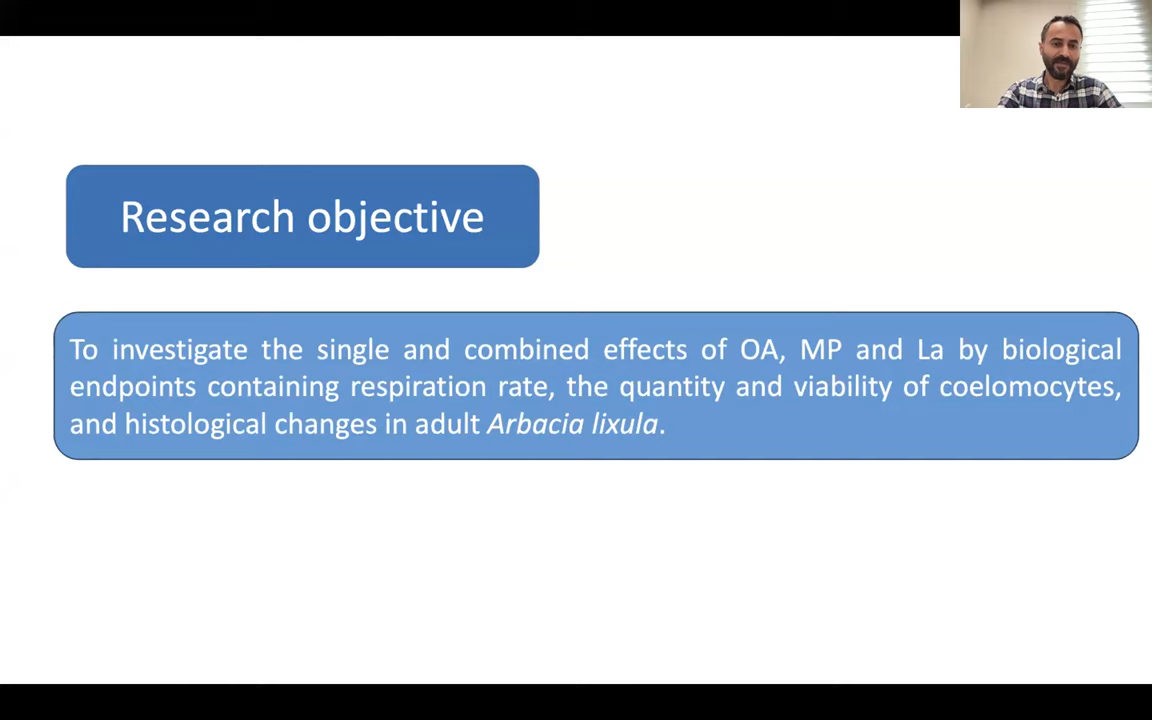 Research objective
To investigate the single and combined effects of OA, MP and La by biological
endpoints containing respiration rate, the quantity and viability of coelomocytes,
and histological changes in adult Arbacia lixula.